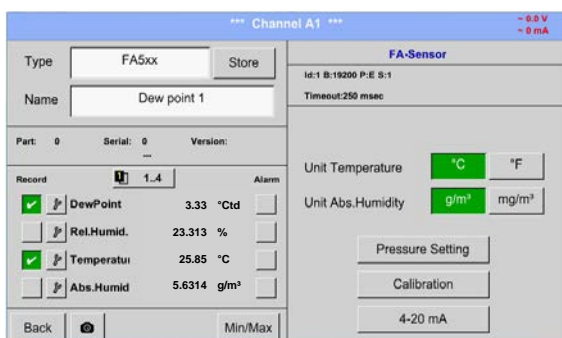 *** Channel A1 ***
~ 0.0 V
~ 0 mA
Type FA5xx Store
Name Dew point 1
Part: 0 Serial: 0 Version:
---
Record 1..4 Alarm
DewPoint 3.33 °Ctd
Rel.Humid. 23.313 %
Temperatur 25.85 °C
Abs.Humid 5.6314 g/m³
Back Min/Max
FA-Sensor
Id:1 B:19200 P:E S:1
Timeout:250 msec
Unit Temperature °C °F
Unit Abs.Humidity g/m³ mg/m³
Pressure Setting
Calibration
4-20 mA